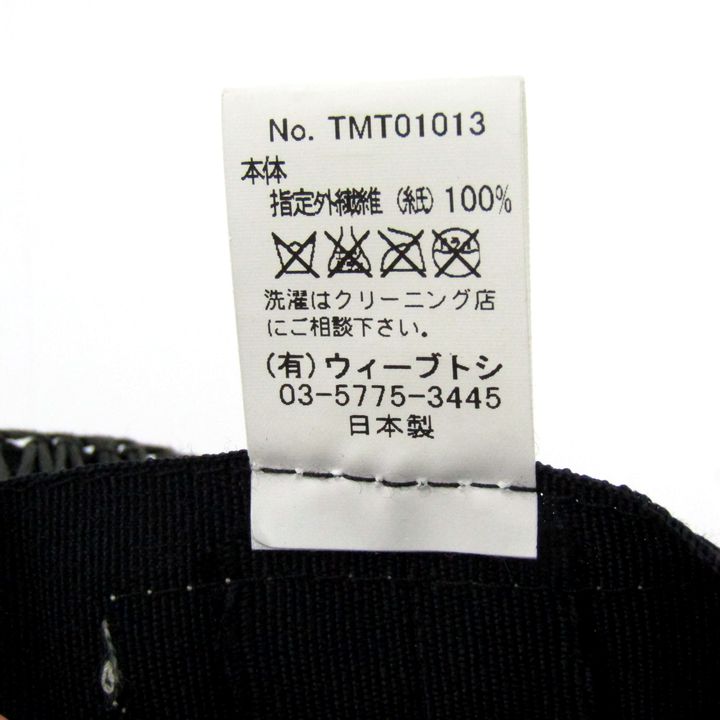 No. TMT01013
本体
指定外繊維 (紙) 100%
洗濯はクリーニング店
にご相談下さい。
(有)ウィーブトシ
03-5775-3445
日本製